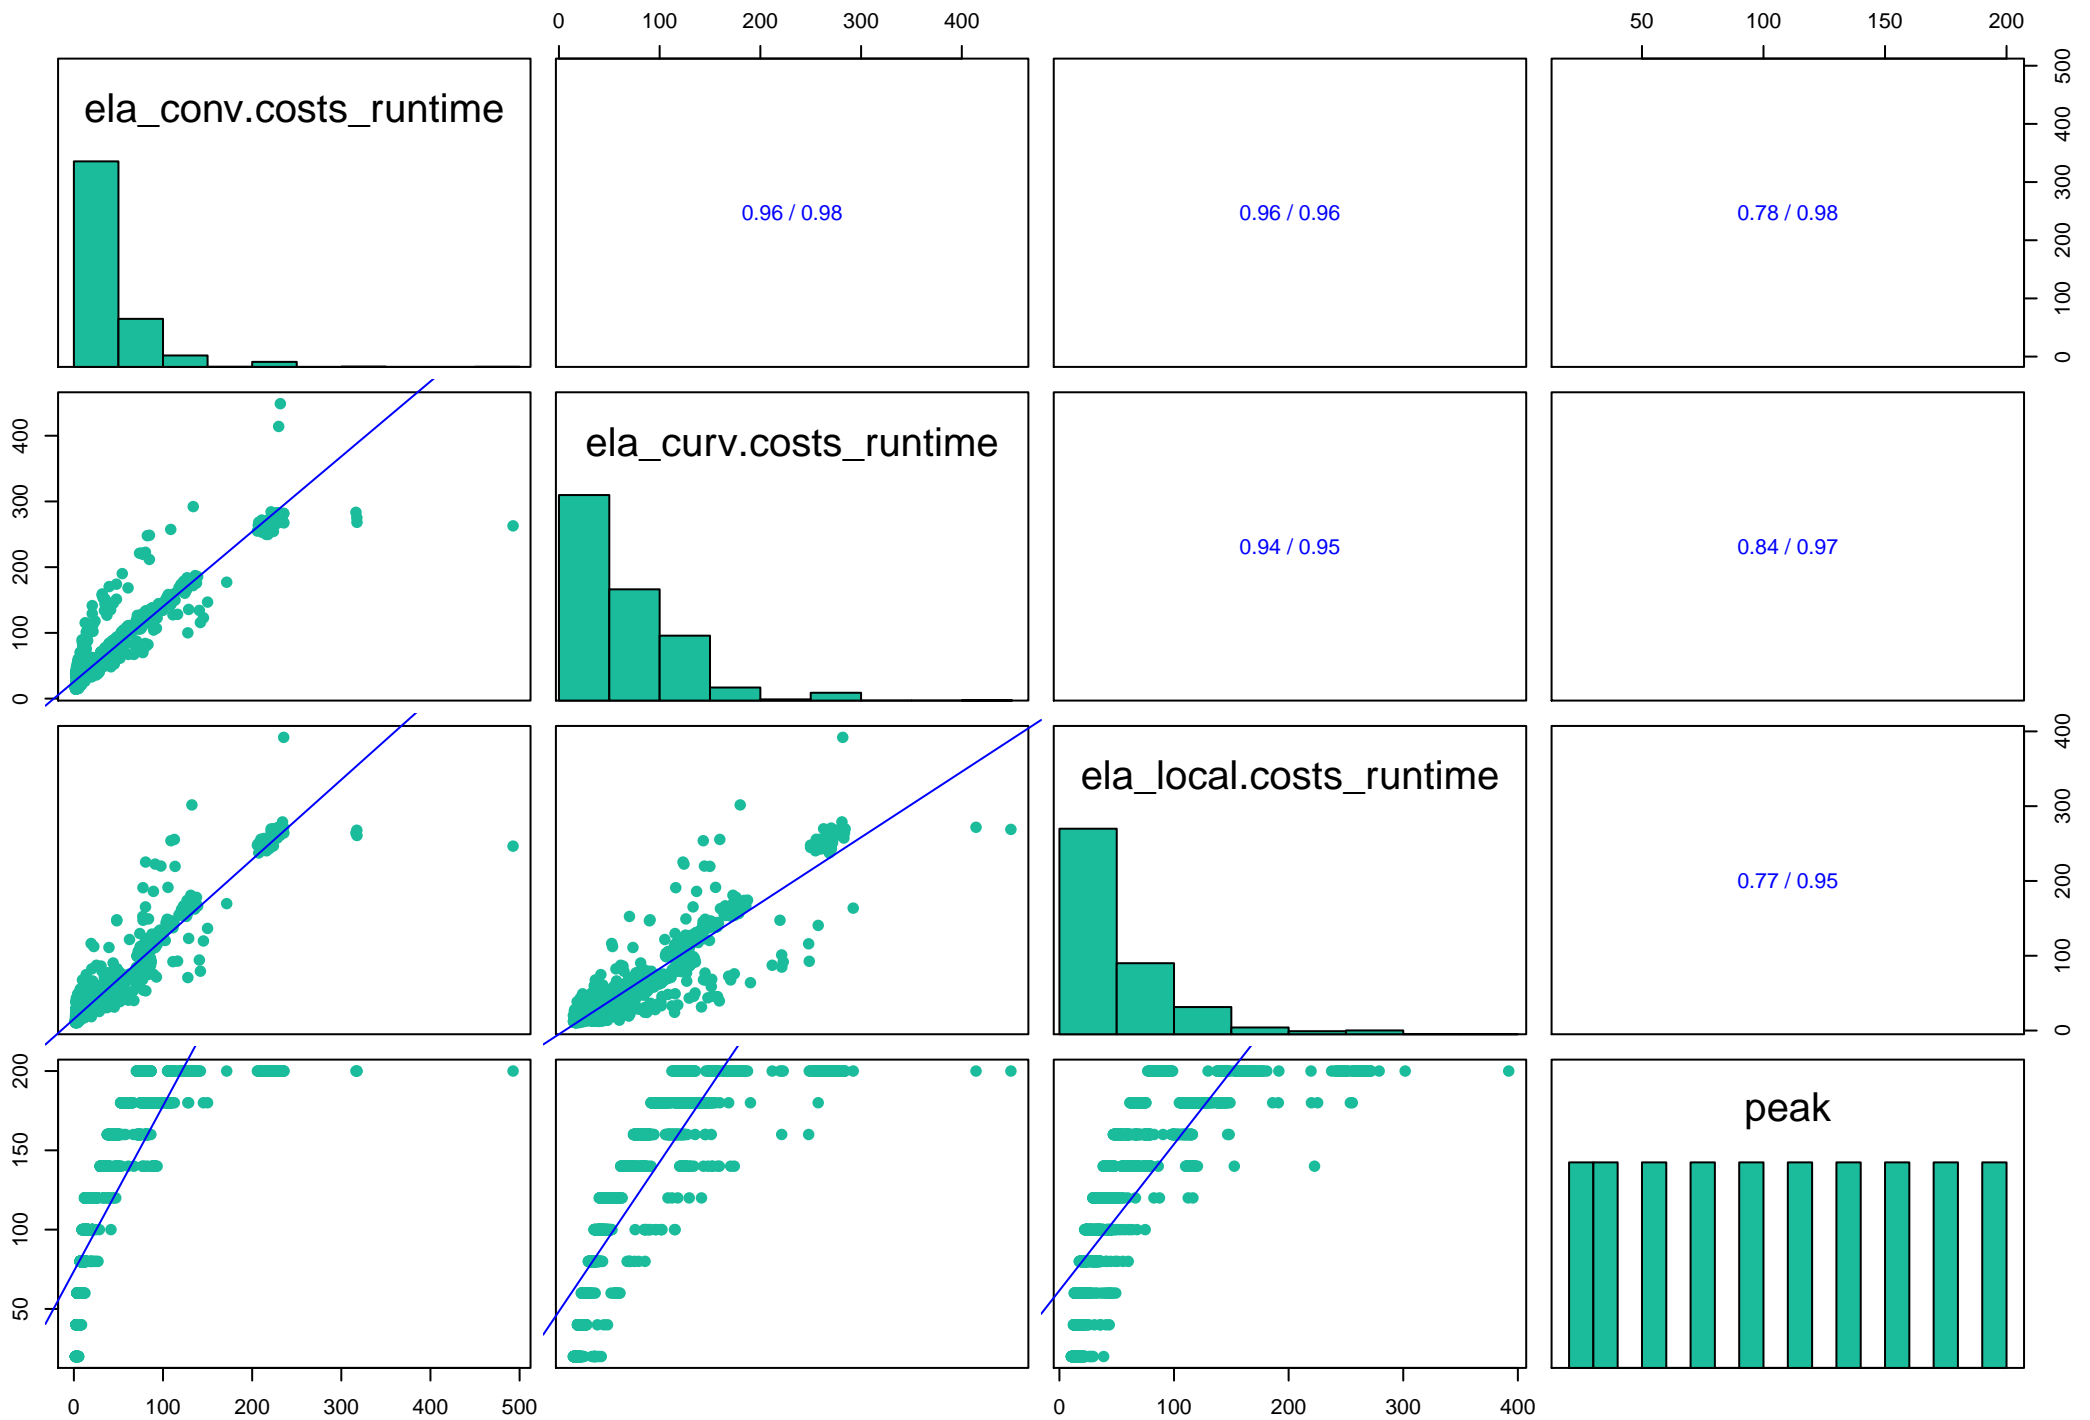 0 100 200 300 400
50 100 150 200
ela_conv.costs_runtime
0.96 / 0.98
0.96 / 0.96
0.78 / 0.98
500
400
300
200
100
0
400
300
200
100
0
ela_curv.costs_runtime
0.94 / 0.95
0.84 / 0.97
ela_local.costs_runtime
0.77 / 0.95
400
300
200
100
0
200
150
100
50
peak
0 100 200 300 400 500
0 100 200 300 400